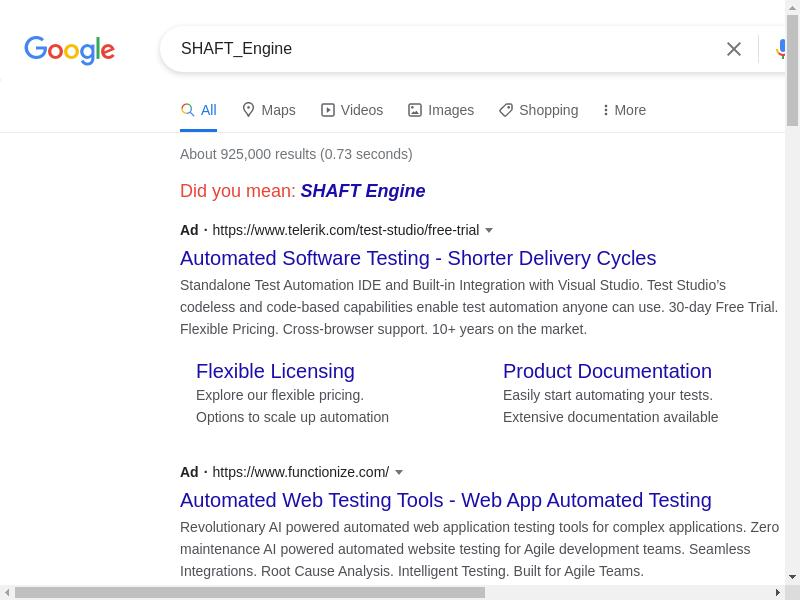 Google
SHAFT_Engine
All Maps Videos Images Shopping More
About 925,000 results (0.73 seconds)
Did you mean: SHAFT Engine
Ad · https://www.telerik.com/test-studio/free-trial
Automated Software Testing - Shorter Delivery Cycles
Standalone Test Automation IDE and Built-in Integration with Visual Studio. Test Studio’s
codeless and code-based capabilities enable test automation anyone can use. 30-day Free Trial.
Flexible Pricing. Cross-browser support. 10+ years on the market.
Flexible Licensing
Explore our flexible pricing.
Options to scale up automation
Product Documentation
Easily start automating your tests.
Extensive documentation available
Ad · https://www.functionize.com/
Automated Web Testing Tools - Web App Automated Testing
Revolutionary AI powered automated web application testing tools for complex applications. Zero
maintenance AI powered automated website testing for Agile development teams. Seamless
Integrations. Root Cause Analysis. Intelligent Testing. Built for Agile Teams.